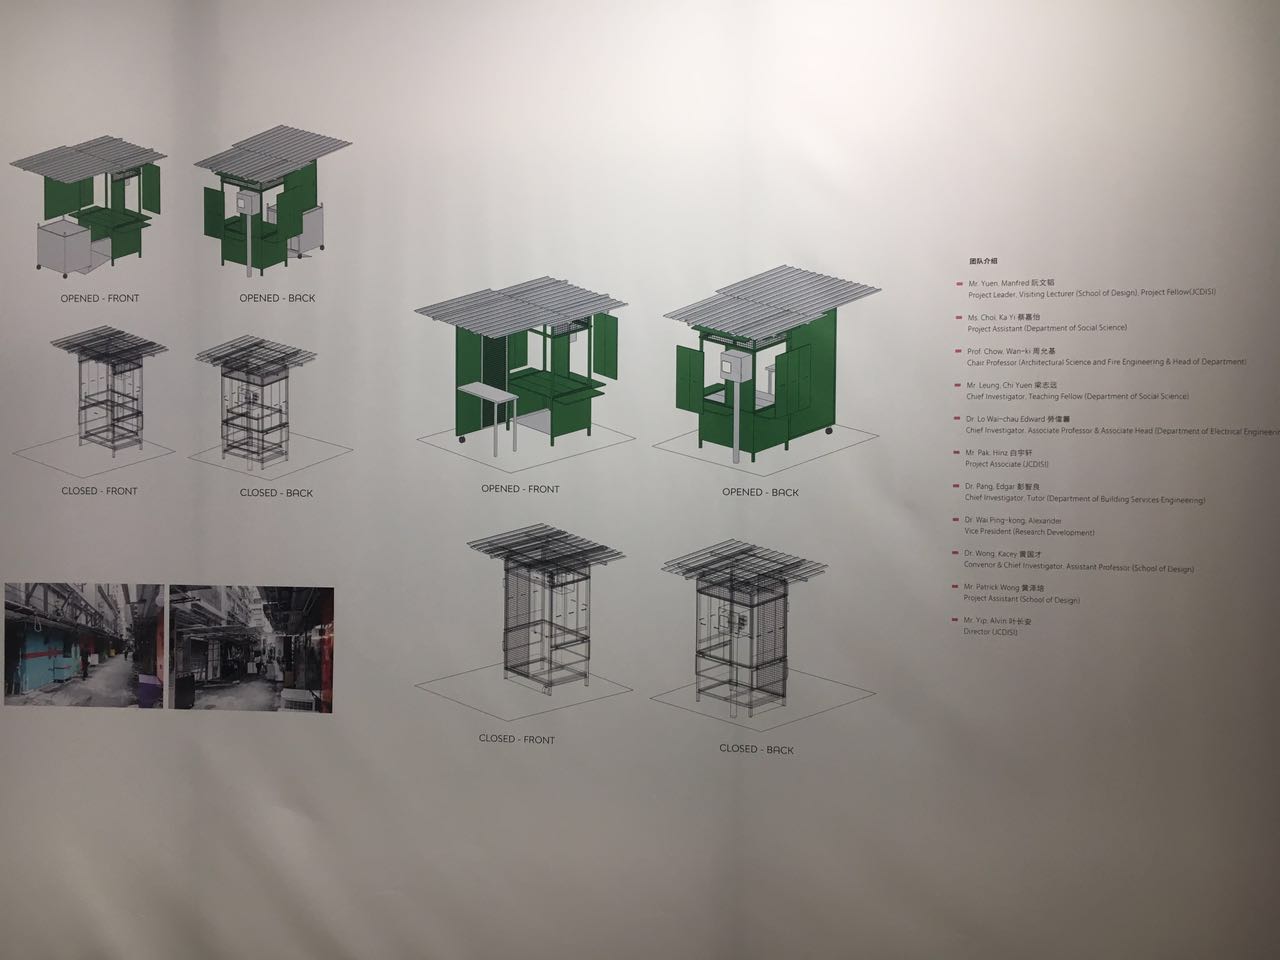 OPENED - FRONT
OPENED - BACK
CLOSED - FRONT
CLOSED - BACK
OPENED - FRONT
OPENED - BACK
CLOSED - FRONT
CLOSED - BACK
团队介绍
Mr. Yuen, Manfred 阮文韬
Project Leader, Visiting Lecturer (School of Design), Project Fellow(JCDISI)
Ms. Choi, Ka Yi 蔡嘉怡
Project Assistant (Department of Social Science)
Prof. Chow, Wan-ki 周允基
Chair Professor (Architectural Science and Fire Engineering & Head of Department)
Mr. Leung, Chi Yuen 梁志远
Chief Investigator, Teaching Fellow (Department of Social Science)
Dr. Lo Wai-chau Edward 劳偉籌
Chief Investigator, Associate Professor & Associate Head (Department of Electrical Engineering
Mr. Pak, Hinz 白宇轩
Project Associate (JCDISI)
Dr. Pang, Edgar 彭智良
Chief Investigator, Tutor (Department of Building Services Engineering)
Dr. Wai Ping-kong, Alexander
Vice President (Research Development)
Dr. Wong, Kacey 黄国才
Convenor & Chief Investigator, Assistant Professor (School of Design)
Mr. Patrick Wong 黄泽培
Project Assistant (School of Design)
Mr. Yip, Alvin 叶长安
Director (JCDISI)